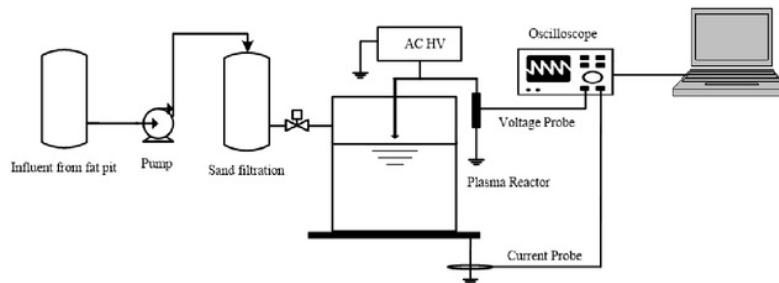 Oscilloscope
AC HV
Voltage Probe
Influent from fat pit
Pump
Sand filtration
Plasma Reactor
Current Probe